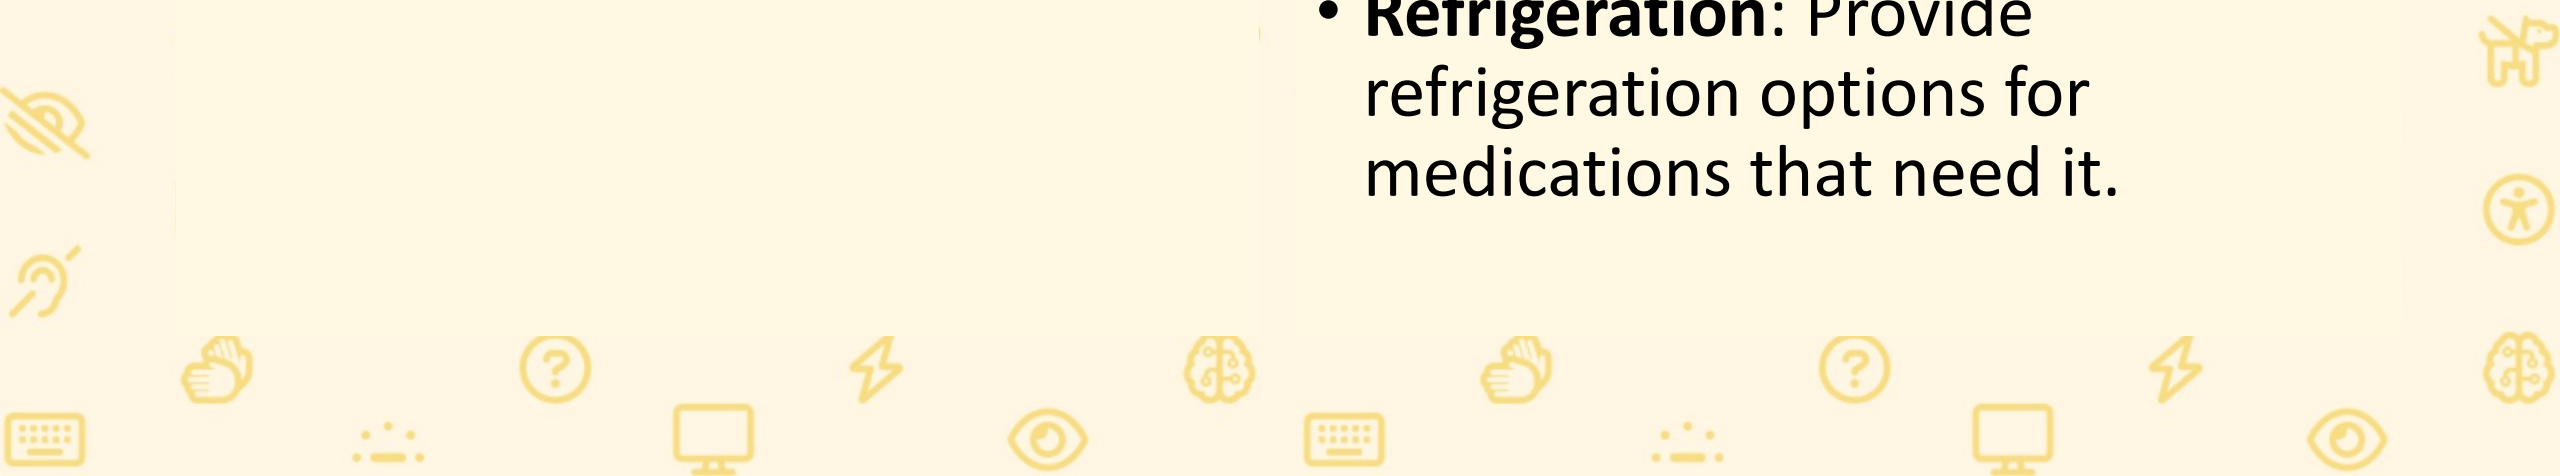 • Refrigeration: Provide
refrigeration options for
medications that need it.